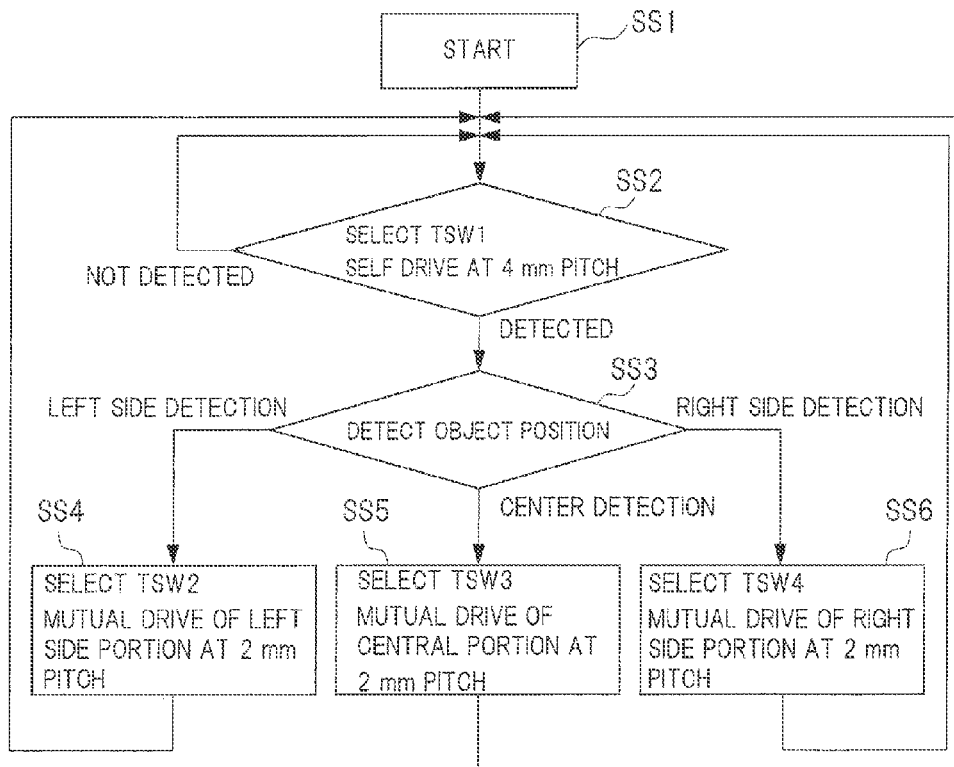 START
SS1
SS2
SELECT TSW1
SELF DRIVE AT 4 mm PITCH
NOT DETECTED
DETECTED
SS3
LEFT SIDE DETECTION
RIGHT SIDE DETECTION
DETECT OBJECT POSITION
CENTER DETECTION
SS4
SELECT TSW2
MUTUAL DRIVE OF LEFT
SIDE PORTION AT 2 mm
PITCH
SS5
SELECT TSW3
MUTUAL DRIVE OF
CENTRAL PORTION AT
2 mm PITCH
SS6
SELECT TSW4
MUTUAL DRIVE OF RIGHT
SIDE PORTION AT 2 mm
PITCH